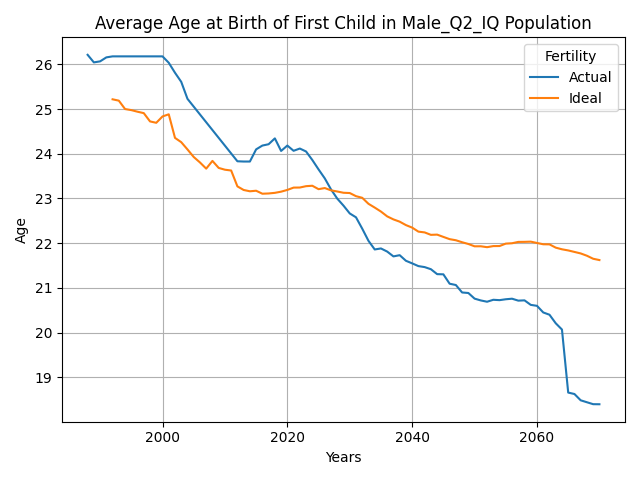 Average Age at Birth of First Child in Male_Q2_IQ Population
Fertility
Actual
Ideal
Age
26
25
24
23
22
21
20
19
2000 2020 2040 2060
Years